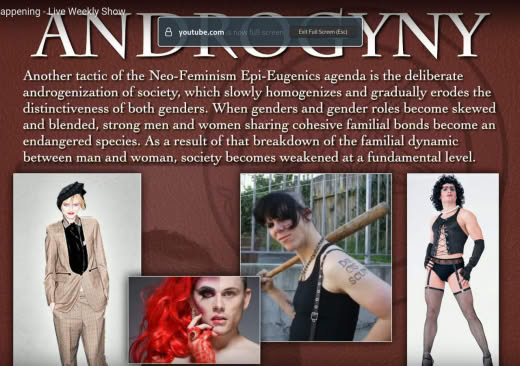 appening - Live Weekly Show
ANDROGYNY
youtube.com is now full screen
Exit Full Screen (Esc)
Another tactic of the Neo-Feminism Epi-Eugenics agenda is the deliberate
androgenization of society, which slowly homogenizes and gradually erodes the
distinctiveness of both genders. When genders and gender roles become skewed
and blended, strong men and women sharing cohesive familial bonds become an
endangered species. As a result of that breakdown of the familial dynamic
between man and woman, society becomes weakened at a fundamental level.